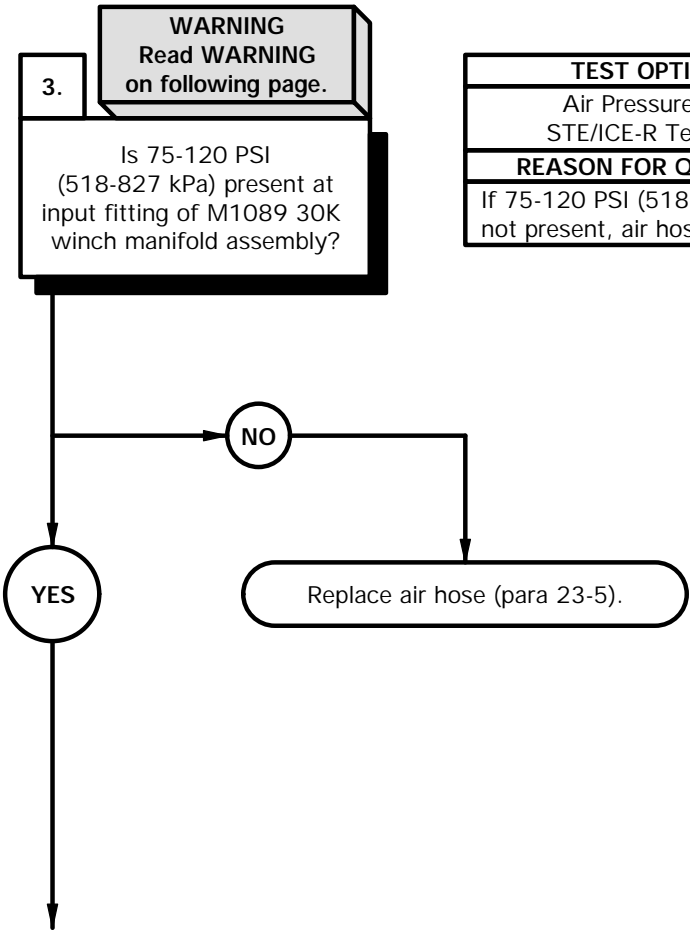 WARNING
Read WARNING
on following page.
3.
Is 75-120 PSI
(518-827 kPa) present at
input fitting of M1089 30K
winch manifold assembly?
TEST OPTI
Air Pressure
STE/ICE-R Te
REASON FOR Q
If 75-120 PSI (518
not present, air hos
NO
YES
Replace air hose (para 23-5).